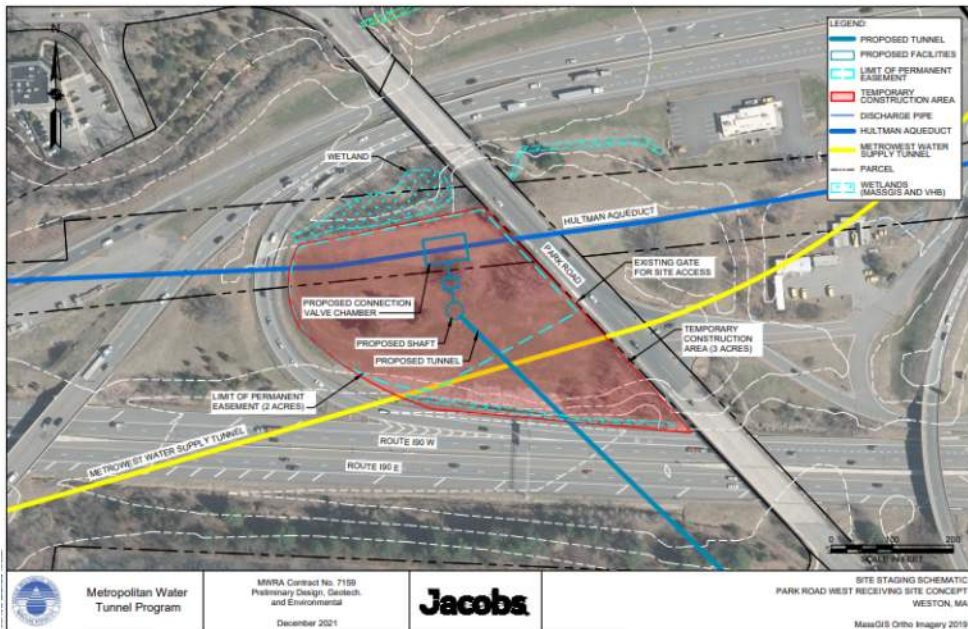 N
LEGEND:
PROPOSED TUNNEL
PROPOSED FACILITIES
LIMIT OF PERMANENT
EASEMENT
TEMPORARY
CONSTRUCTION AREA
DISCHARGE PIPE
HULTMAN AQUEDUCT
METROWEST WATER
SUPPLY TUNNEL
PARCEL
WETLANDS
(MASSGIS AND VHB)
WETLAND
HULTMAN AQUEDUCT
PARK ROAD
EXISTING GATE
FOR SITE ACCESS
PROPOSED CONNECTION
VALVE CHAMBER
PROPOSED SHAFT
PROPOSED TUNNEL
TEMPORARY
CONSTRUCTION
AREA (3 ACRES)
LIMIT OF PERMANENT
EASEMENT (2 ACRES)
METROWEST WATER SUPPLY TUNNEL
ROUTE I90 W
ROUTE I90 E
0 100 200
SCALE IN FEET
Metropolitan Water
Tunnel Program
MWRA Contract No. 7159
Preliminary Design, Geotech.
and Environmental
December 2021
Jacobs
SITE STAGING SCHEMATIC
PARK ROAD WEST RECEIVING SITE CONCEPT
WESTON, MA
MassGIS Ortho Imagery 2019